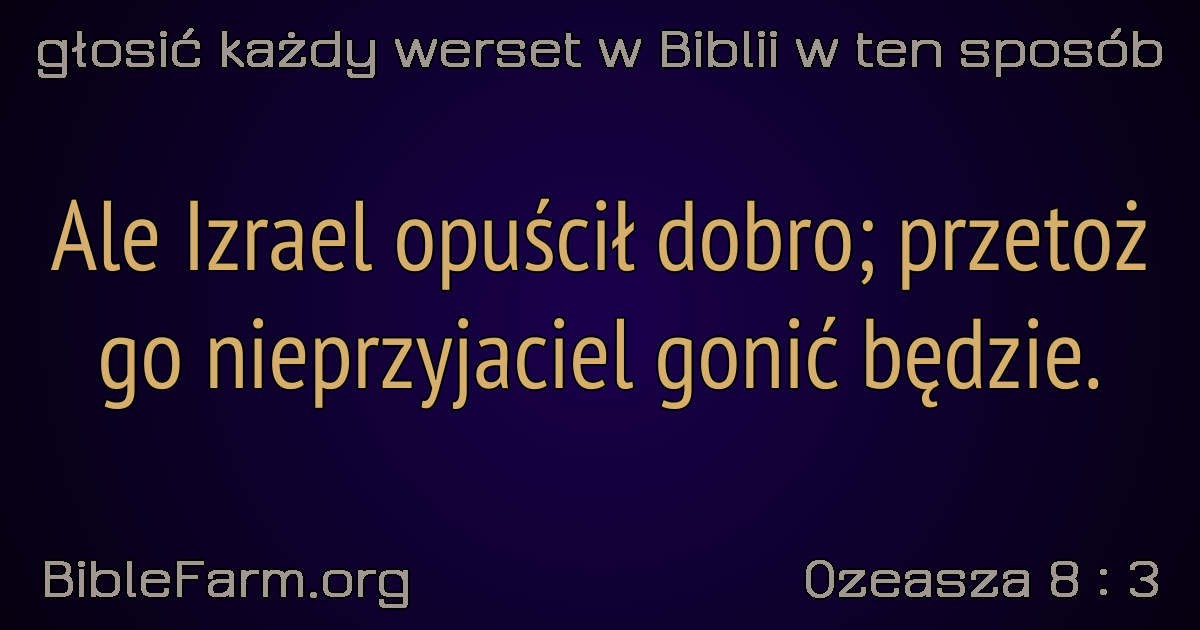 głosić każdy werset w Biblii w ten sposób
Ale Izrael opuścił dobro; przetoż
go nieprzyjaciel gonić będzie.
BibleFarm.org
Ozeasza 8 : 3